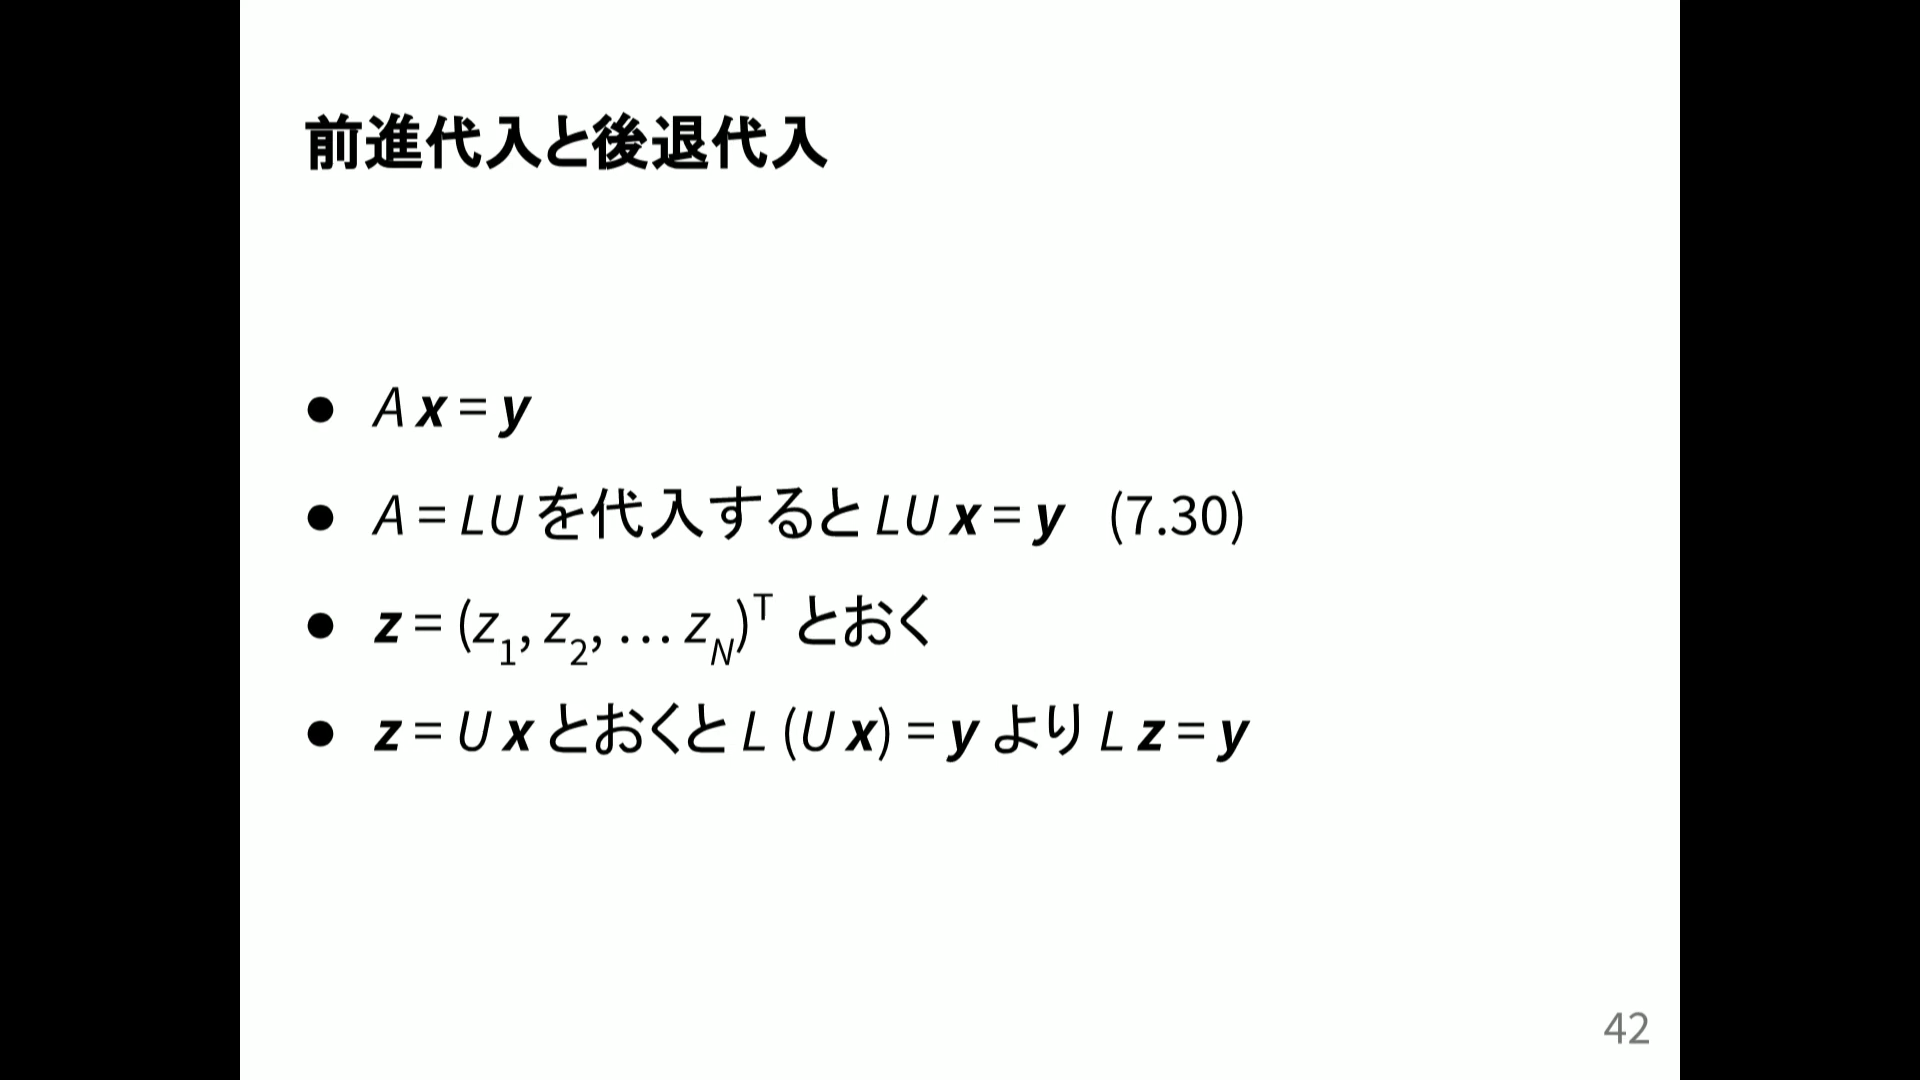 前進代入と後退代入
● A x = y
● A = LU を代入すると LU x = y (7.30)
● z = (z₁, z₂, … z_N)ᵀ とおく
● z = U x とおくと L (U x) = y より L z = y
42